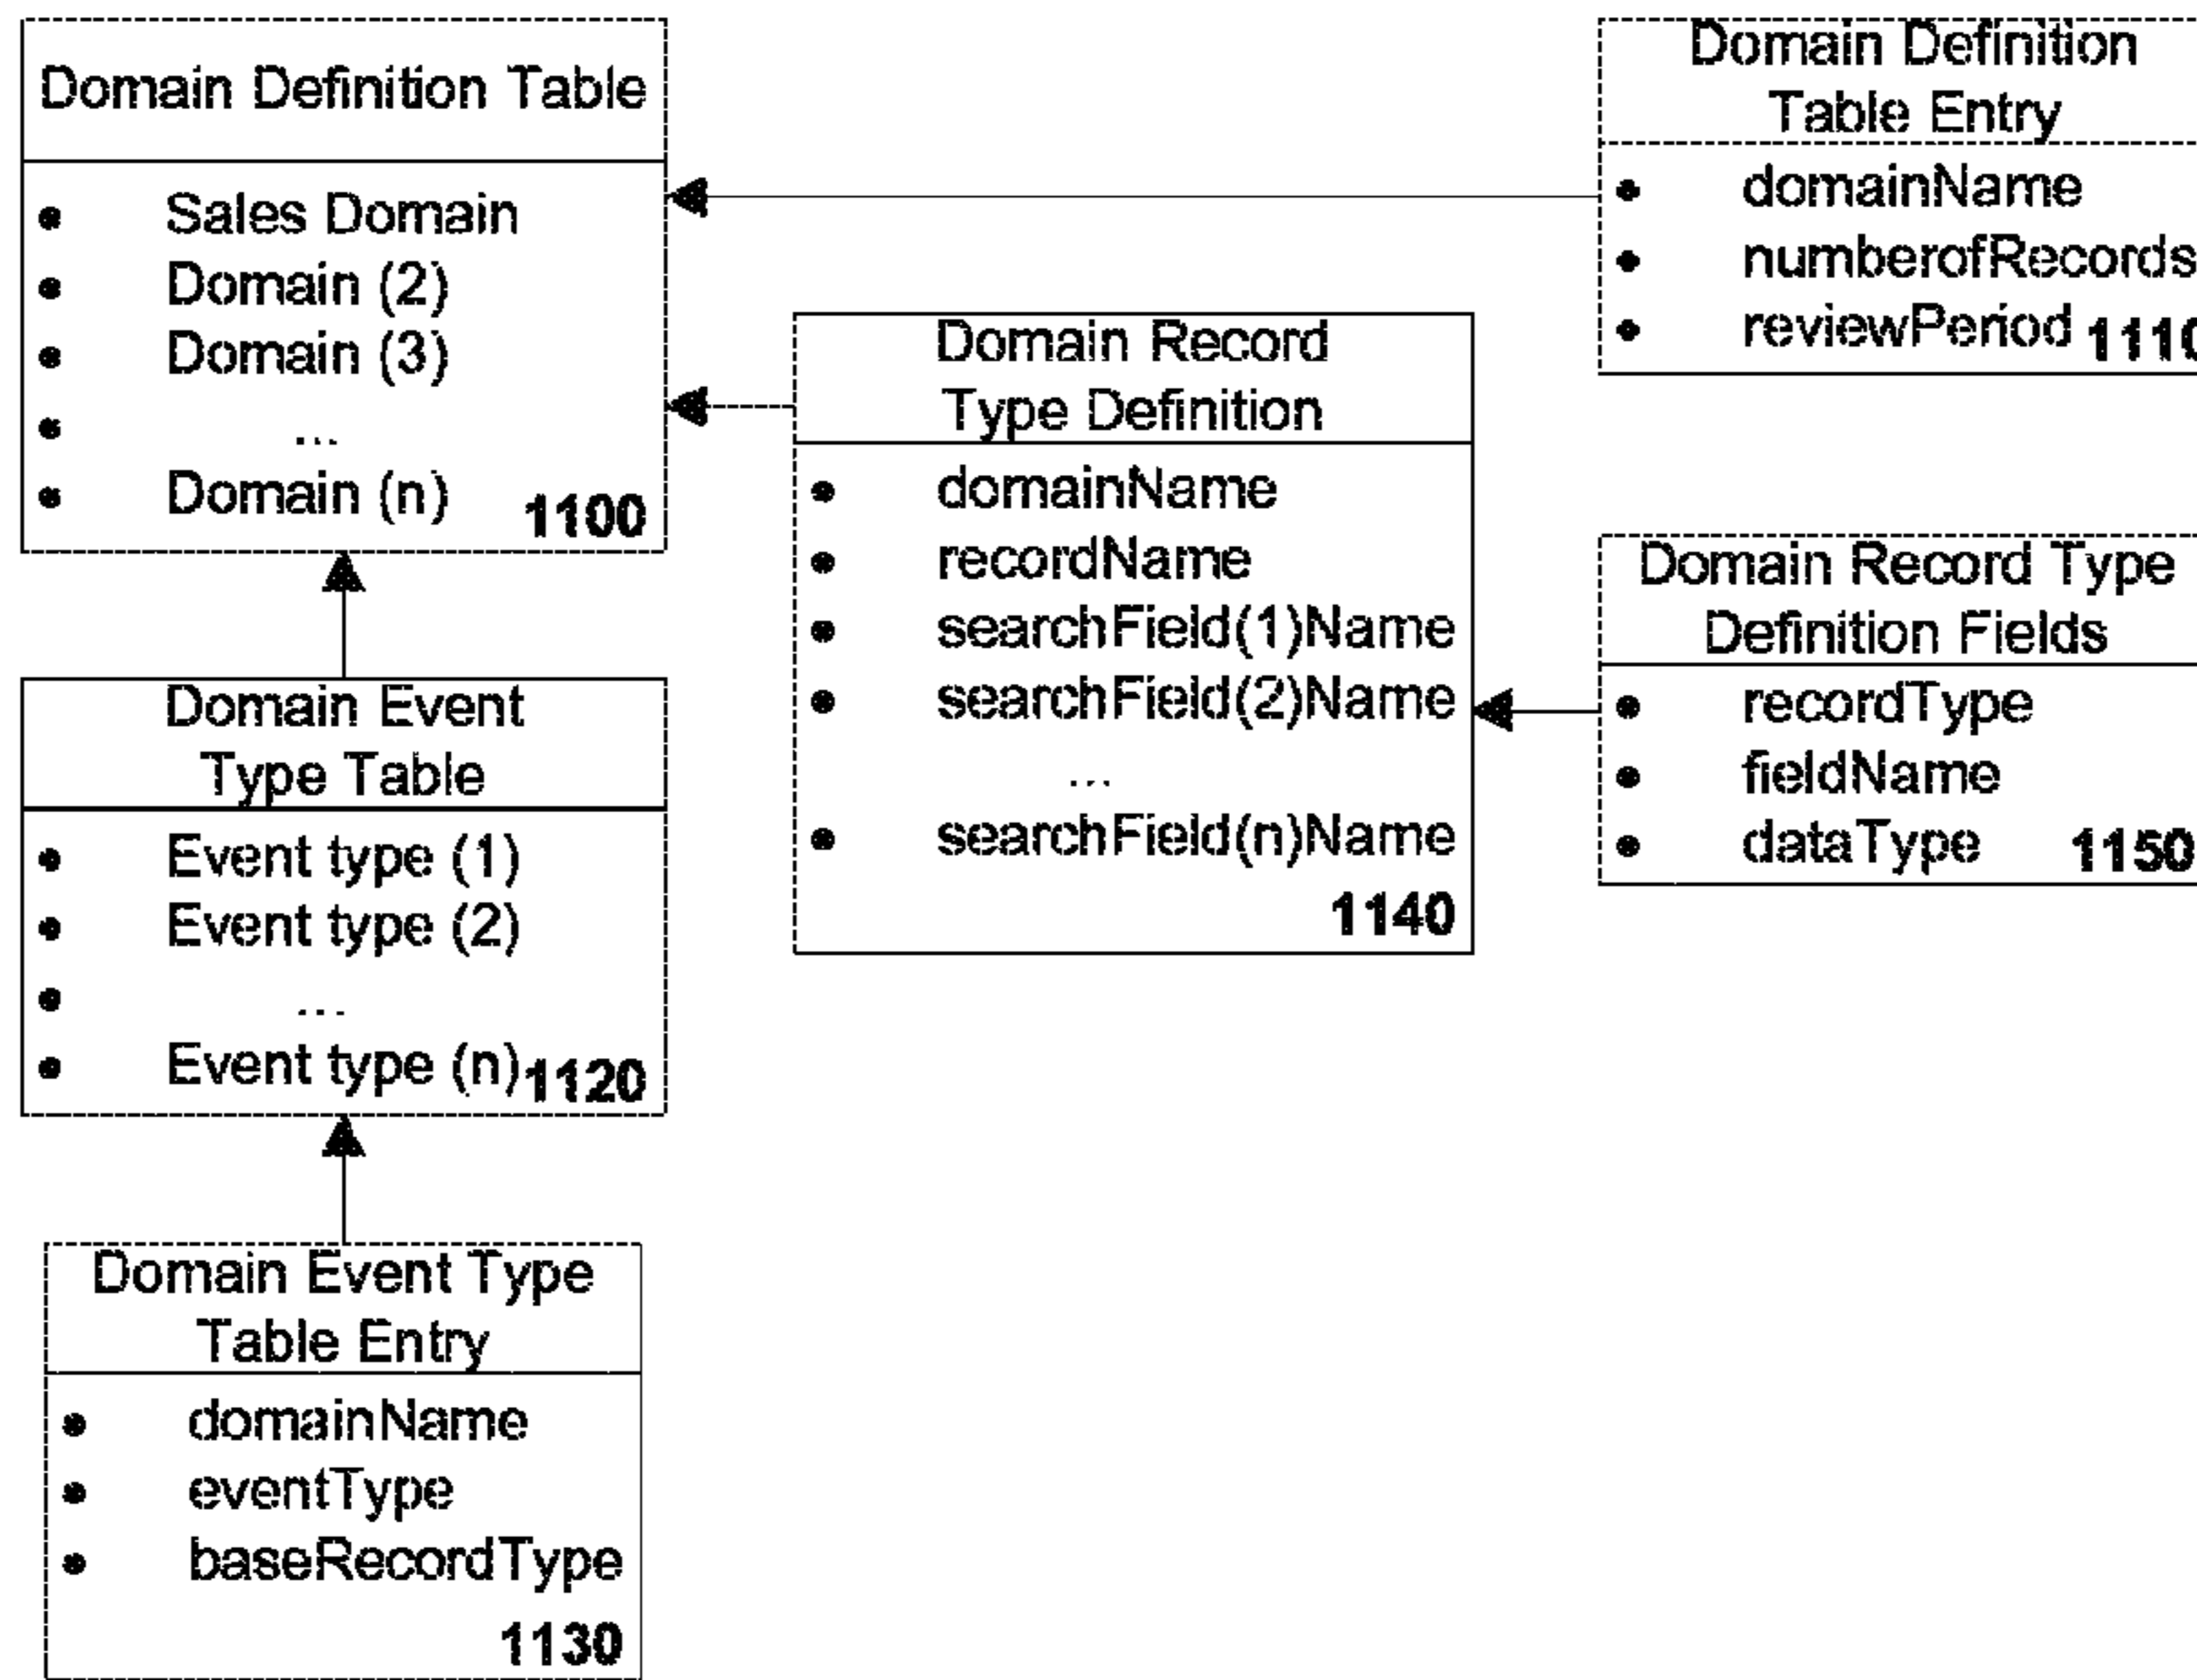 Domain Definition Table
• Sales Domain
• Domain (2)
• Domain (3)
• ...
• Domain (n) 1100
Domain Definition
Table Entry
• domainName
• numberofRecords
• reviewPeriod 1110
Domain Record
Type Definition
• domainName
• recordName
• searchField(1)Name
• searchField(2)Name
...
• searchField(n)Name
1140
Domain Record Type
Definition Fields
• recordType
• fieldName
• dataType 1150
Domain Event
Type Table
• Event type (1)
• Event type (2)
• ...
• Event type (n) 1120
Domain Event Type
Table Entry
• domainName
• eventType
• baseRecordType
1130